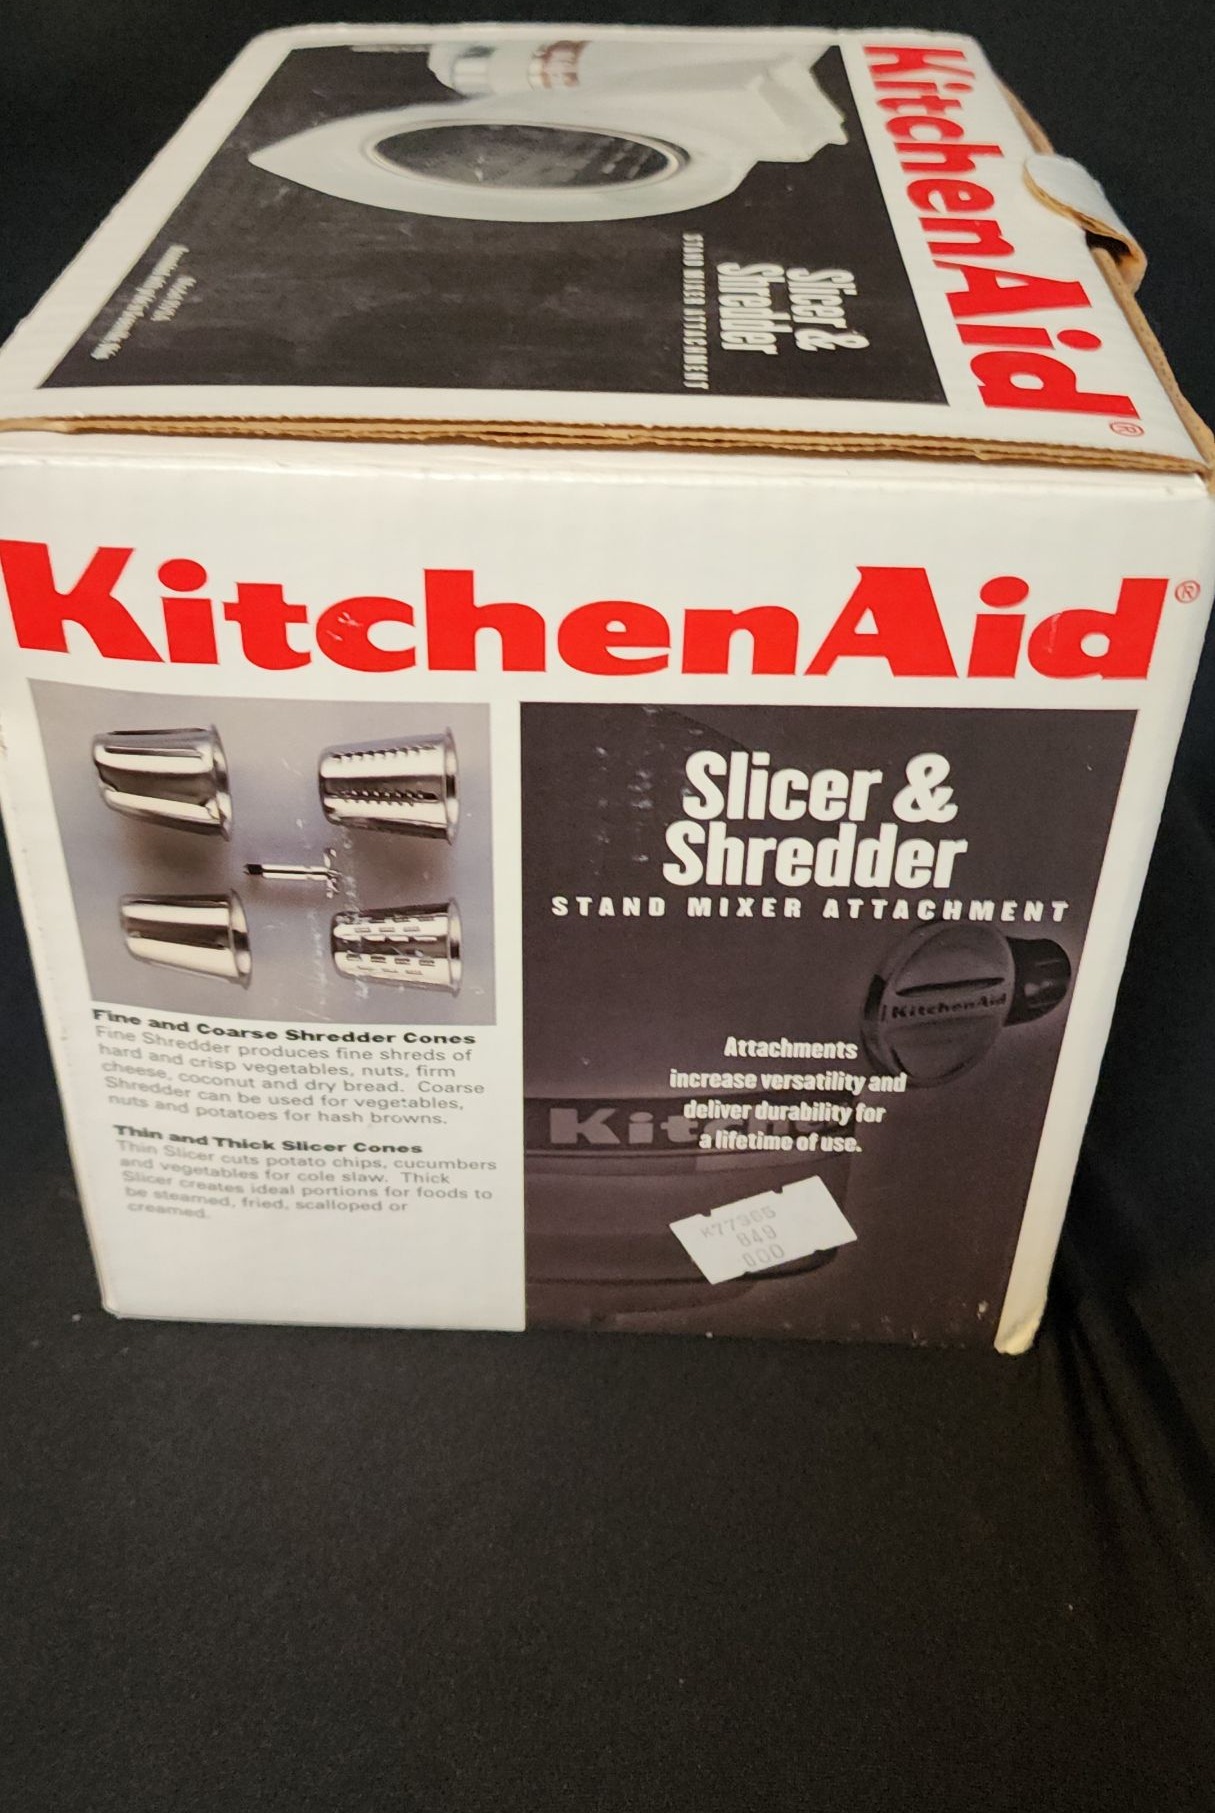 KitchenAid®
Slicer &
Shredder
STAND MIXER ATTACHMENT
KitchenAid®
Slicer &
Shredder
STAND MIXER ATTACHMENT
KitchenAid
Attachments
increase versatility and
deliver durability for
a lifetime of use.
Kitchen
K77965
849
800
Fine and Coarse Shredder Cones
Fine Shredder produces fine shreds of
hard and crisp vegetables, nuts, firm
cheese, coconut and dry bread. Coarse
Shredder can be used for vegetables,
nuts and potatoes for hash browns.
Thin and Thick Slicer Cones
Thin Slicer cuts potato chips, cucumbers
and vegetables for cole slaw. Thick
Slicer creates ideal portions for foods to
be steamed, fried, scalloped or
creamed.